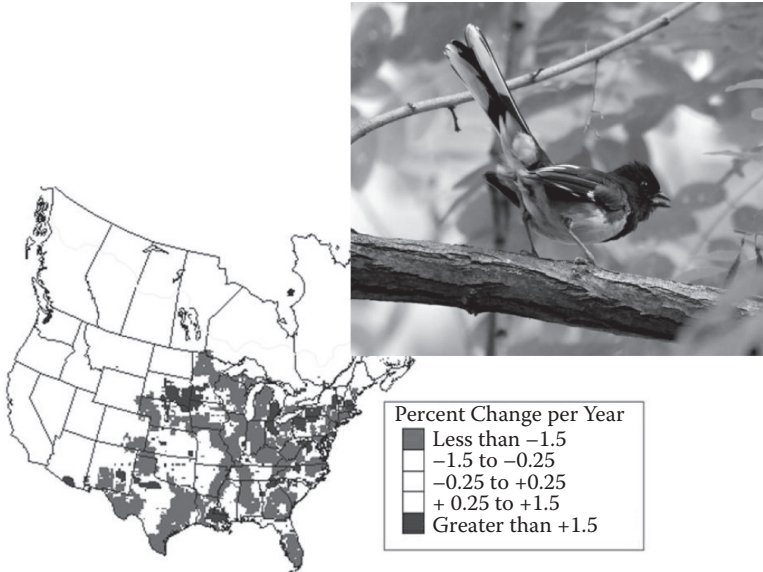 Percent Change per Year
Less than −1.5
−1.5 to −0.25
−0.25 to +0.25
+ 0.25 to +1.5
Greater than +1.5